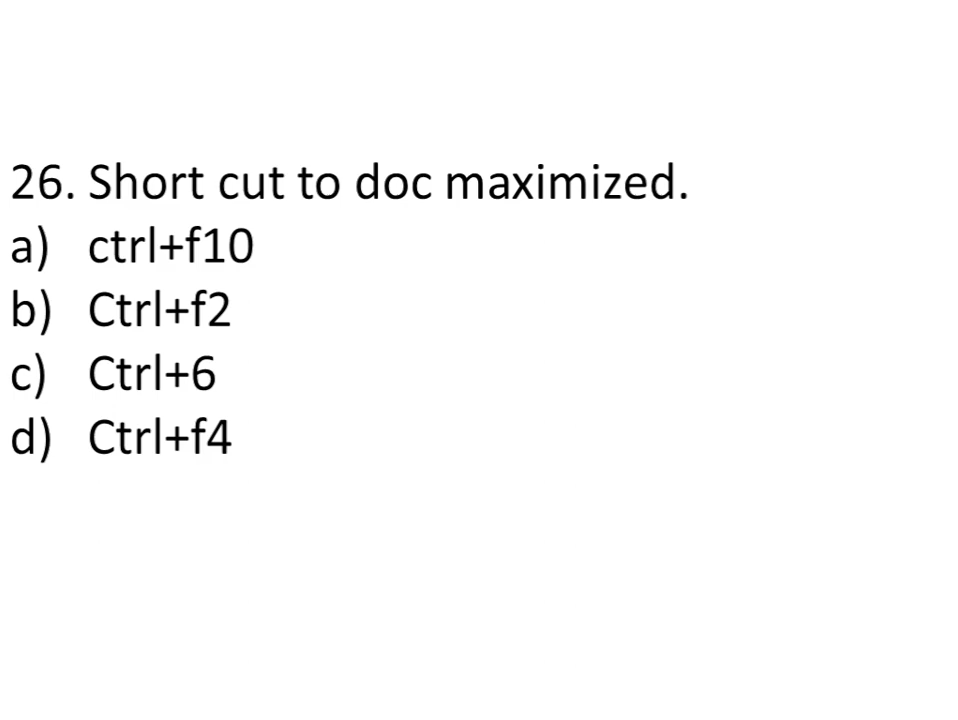 26. Short cut to doc maximized.
a) ctrl+f10
b) Ctrl+f2
c) Ctrl+6
d) Ctrl+f4